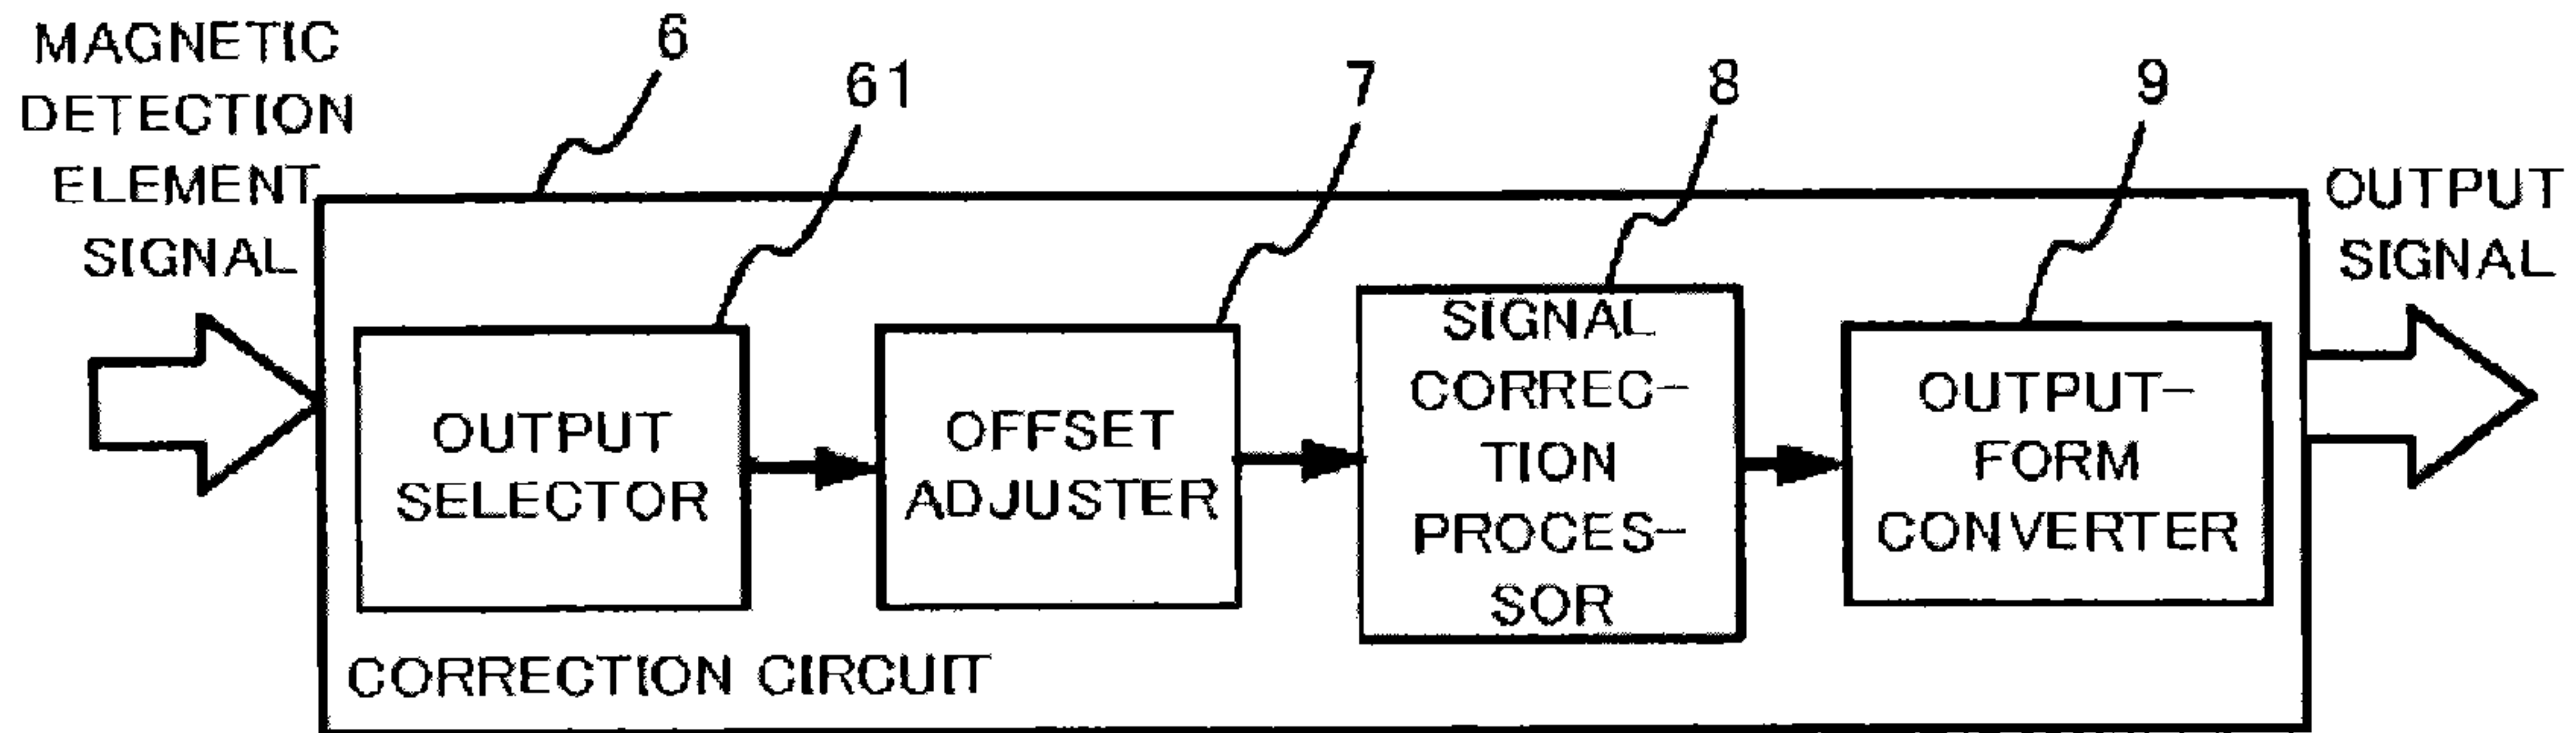 MAGNETIC
DETECTION
ELEMENT
SIGNAL
6
61
7
8
9
OUTPUT
SIGNAL
OUTPUT
SELECTOR
OFFSET
ADJUSTER
SIGNAL
CORREC-
TION
PROCES-
SOR
OUTPUT-
FORM
CONVERTER
CORRECTION CIRCUIT